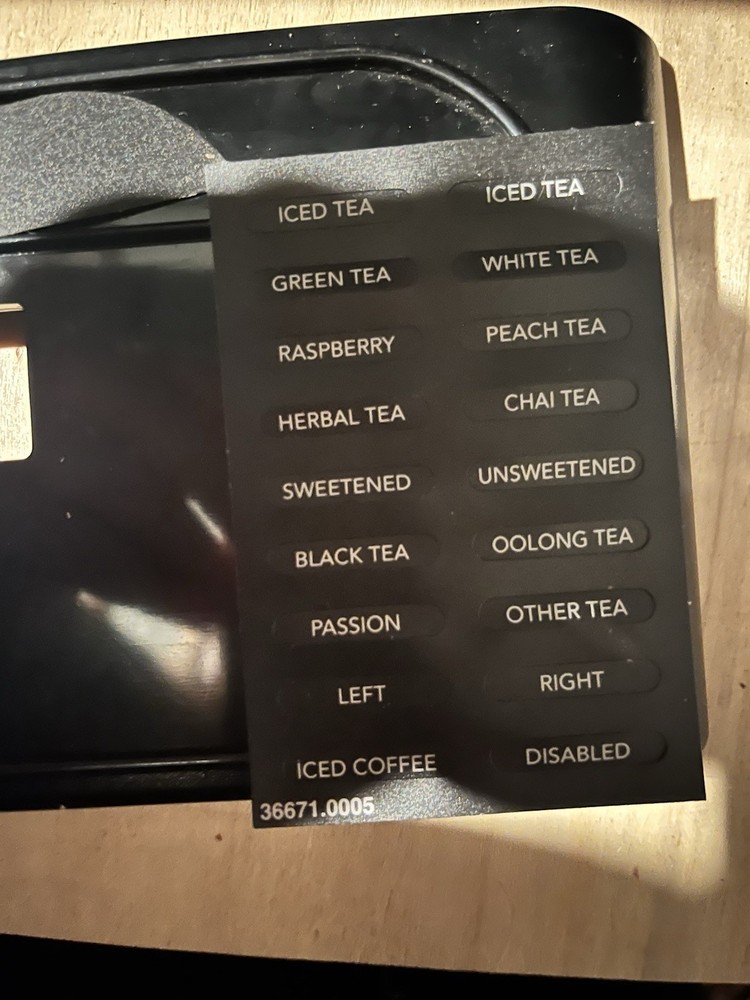 ICED TEA ICED TEA
GREEN TEA WHITE TEA
RASPBERRY PEACH TEA
HERBAL TEA CHAI TEA
SWEETENED UNSWEETENED
BLACK TEA OOLONG TEA
PASSION OTHER TEA
LEFT RIGHT
ICED COFFEE DISABLED
36671.0005